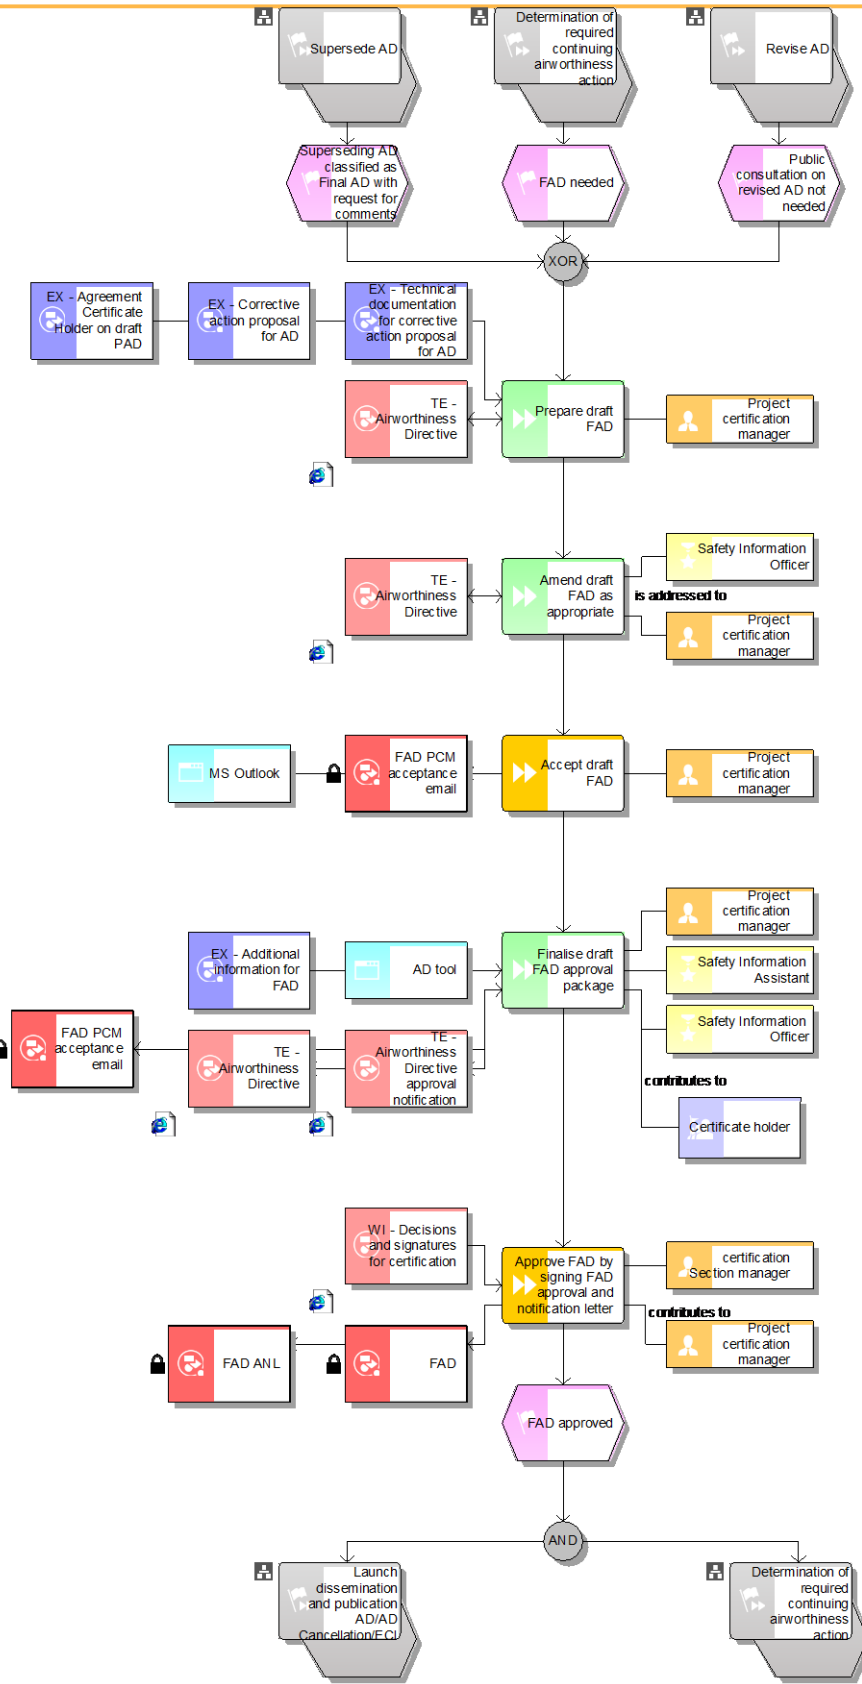 Supersede AD
Determination of
required
continuing
airworthiness
action
Revise AD
Superseding AD
classified as
Final AD with
request for
comments
FAD needed
Public
consultation on
revised AD not
needed
XOR
EX - Agreement
Certificate
Holder on draft
PAD
EX - Corrective
action proposal
for AD
EX - Technical
documentation
for corrective
action proposal
for AD
TE -
Airworthiness
Directive
Prepare draft
FAD
Project
certification
manager
TE -
Airworthiness
Directive
Amend draft
FAD as
appropriate
Safety Information
Officer
is addressed to
Project
certification
manager
MS Outlook
FAD PCM
acceptance
email
Accept draft
FAD
Project
certification
manager
EX - Additional
information for
FAD
AD tool
Finalise draft
FAD approval
package
Project
certification
manager
Safety Information
Assistant
Safety Information
Officer
FAD PCM
acceptance
email
TE -
Airworthiness
Directive
TE -
Airworthiness
Directive
approval
notification
contributes to
Certificate holder
WI - Decisions
and signatures
for certification
Approve FAD by
signing FAD
approval and
notification letter
certification
Section manager
contributes to
Project
certification
manager
FAD ANL
FAD
FAD approved
AND
Launch
dissemination
and publication
AD/AD
Cancellation/ECI
Determination of
required
continuing
airworthiness
action